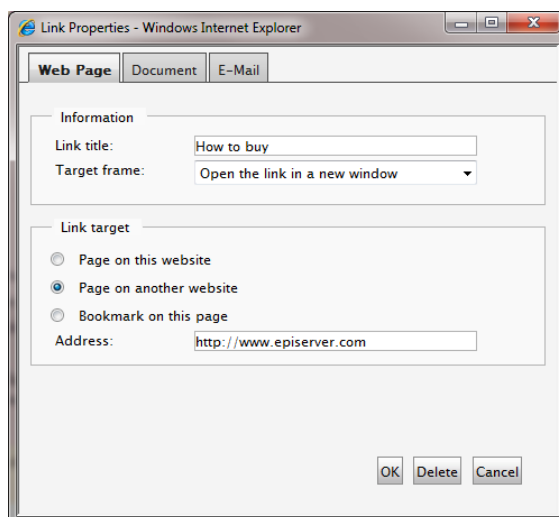 Link Properties - Windows Internet Explorer
Web Page Document E-Mail
Information
Link title: How to buy
Target frame: Open the link in a new window
Link target
Page on this website
Page on another website
Bookmark on this page
Address: http://www.episerver.com
OK Delete Cancel